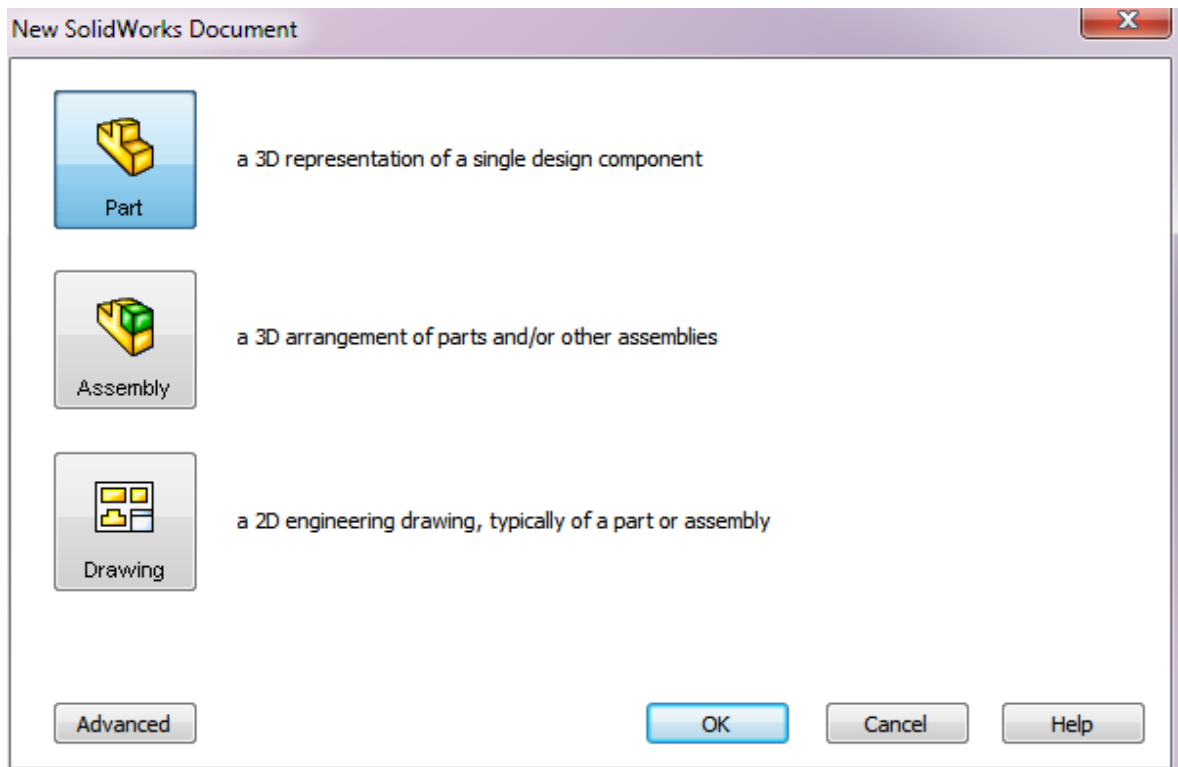 New SolidWorks Document
Part
a 3D representation of a single design component
Assembly
a 3D arrangement of parts and/or other assemblies
Drawing
a 2D engineering drawing, typically of a part or assembly
Advanced
OK
Cancel
Help